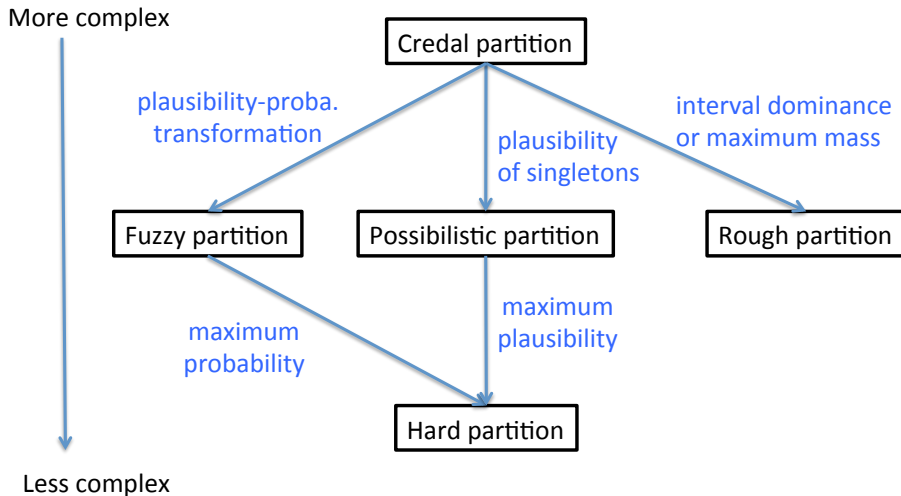 More complex
Credal partition
plausibility-proba.
transformation
plausibility
of singletons
interval dominance
or maximum mass
Fuzzy partition
Possibilistic partition
Rough partition
maximum
probability
maximum
plausibility
Hard partition
Less complex